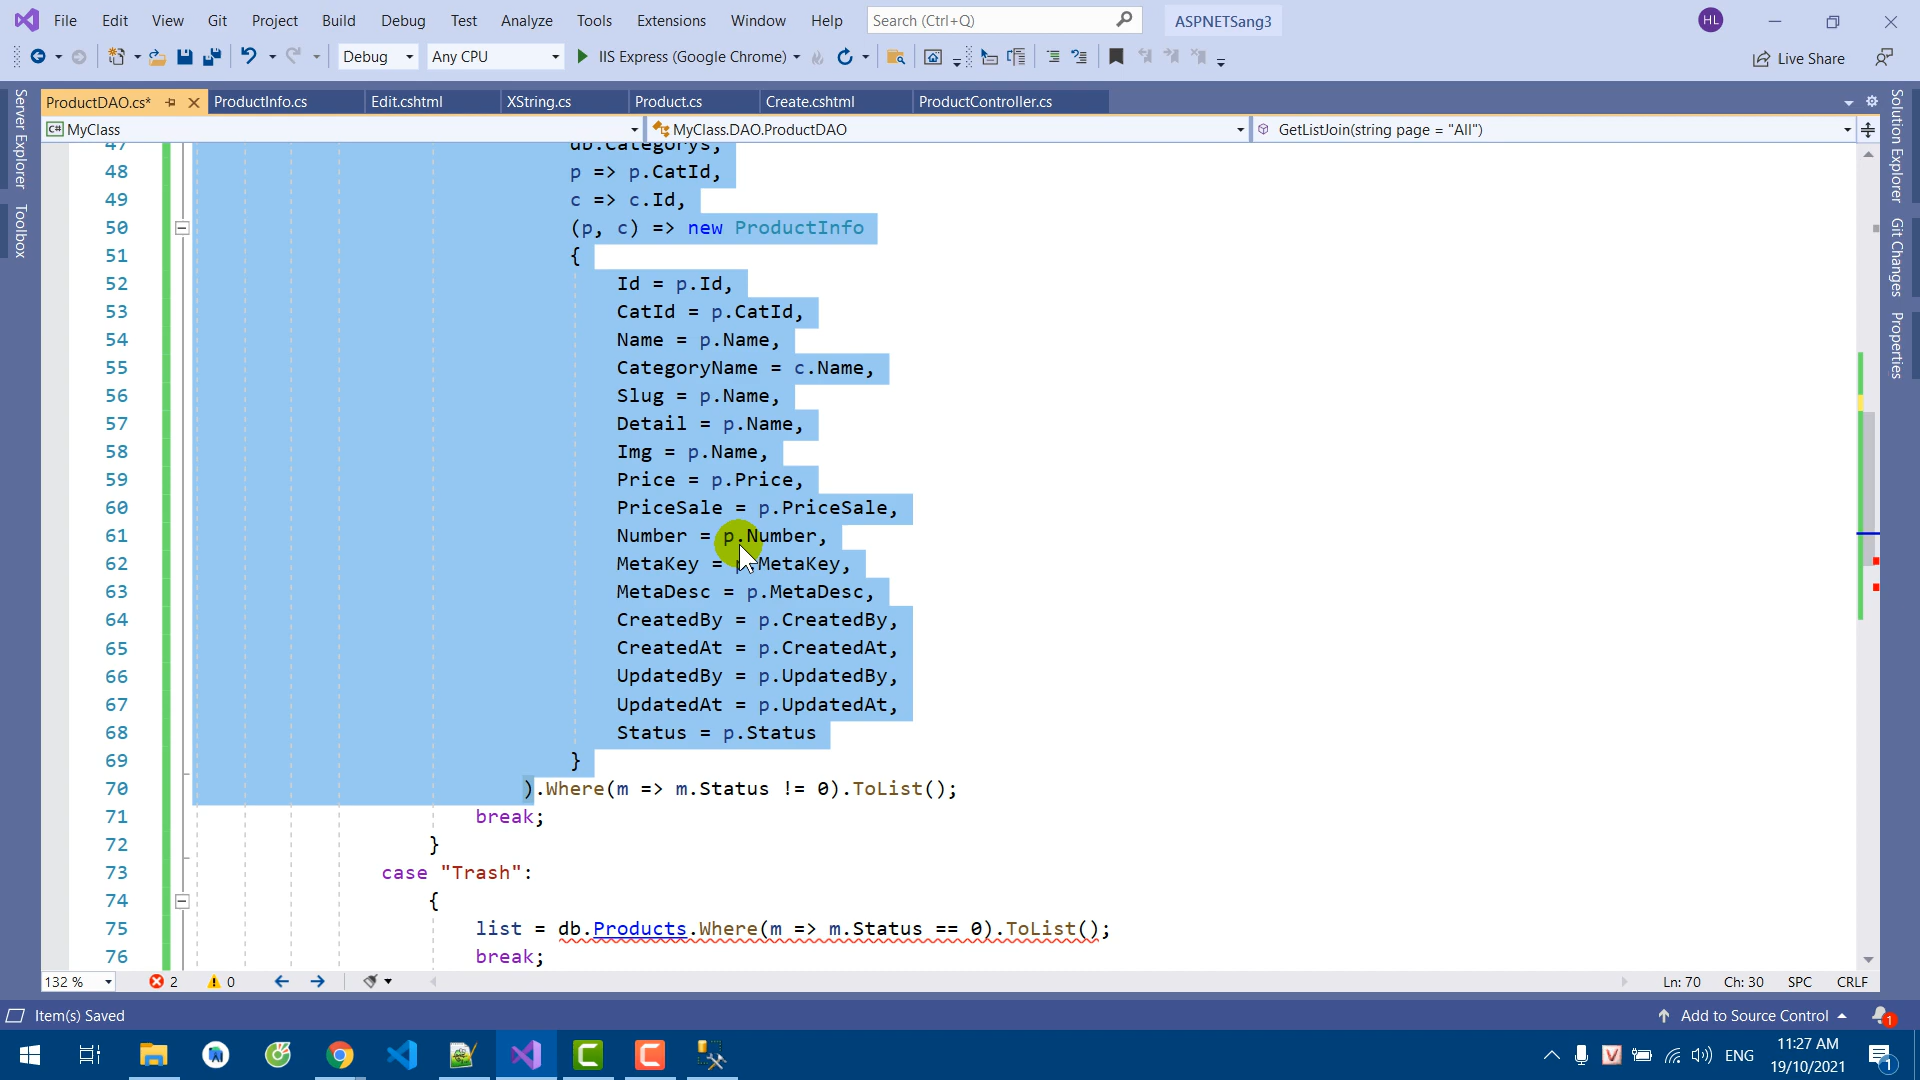 File Edit View Git Project Build Debug Test Analyze Tools Extensions Window Help Search (Ctrl+Q) ASPNETSang3 HL
Debug Any CPU IIS Express (Google Chrome) Live Share
ProductDAO.cs* ProductInfo.cs Edit.cshtml XString.cs Product.cs Create.cshtml ProductController.cs
MyClass MyClass.DAO.ProductDAO GetListJoin(string page = "All")
Server Explorer
Toolbox
Solution Explorer
Git Changes
Properties
47 db.Categorys,
48 p => p.CatId,
49 c => c.Id,
50 (p, c) => new ProductInfo
51 {
52 Id = p.Id,
53 CatId = p.CatId,
54 Name = p.Name,
55 CategoryName = c.Name,
56 Slug = p.Name,
57 Detail = p.Name,
58 Img = p.Name,
59 Price = p.Price,
60 PriceSale = p.PriceSale,
61 Number = p.Number,
62 MetaKey = p.MetaKey,
63 MetaDesc = p.MetaDesc,
64 CreatedBy = p.CreatedBy,
65 CreatedAt = p.CreatedAt,
66 UpdatedBy = p.UpdatedBy,
67 UpdatedAt = p.UpdatedAt,
68 Status = p.Status
69 }
70 ).Where(m => m.Status != 0).ToList();
71 break;
72 }
73 case "Trash":
74 {
75 list = db.Products.Where(m => m.Status == 0).ToList();
76 break;
132 % 2 0 Ln: 70 Ch: 30 SPC CRLF
Item(s) Saved Add to Source Control 1
ENG 11:27 AM
19/10/2021 1